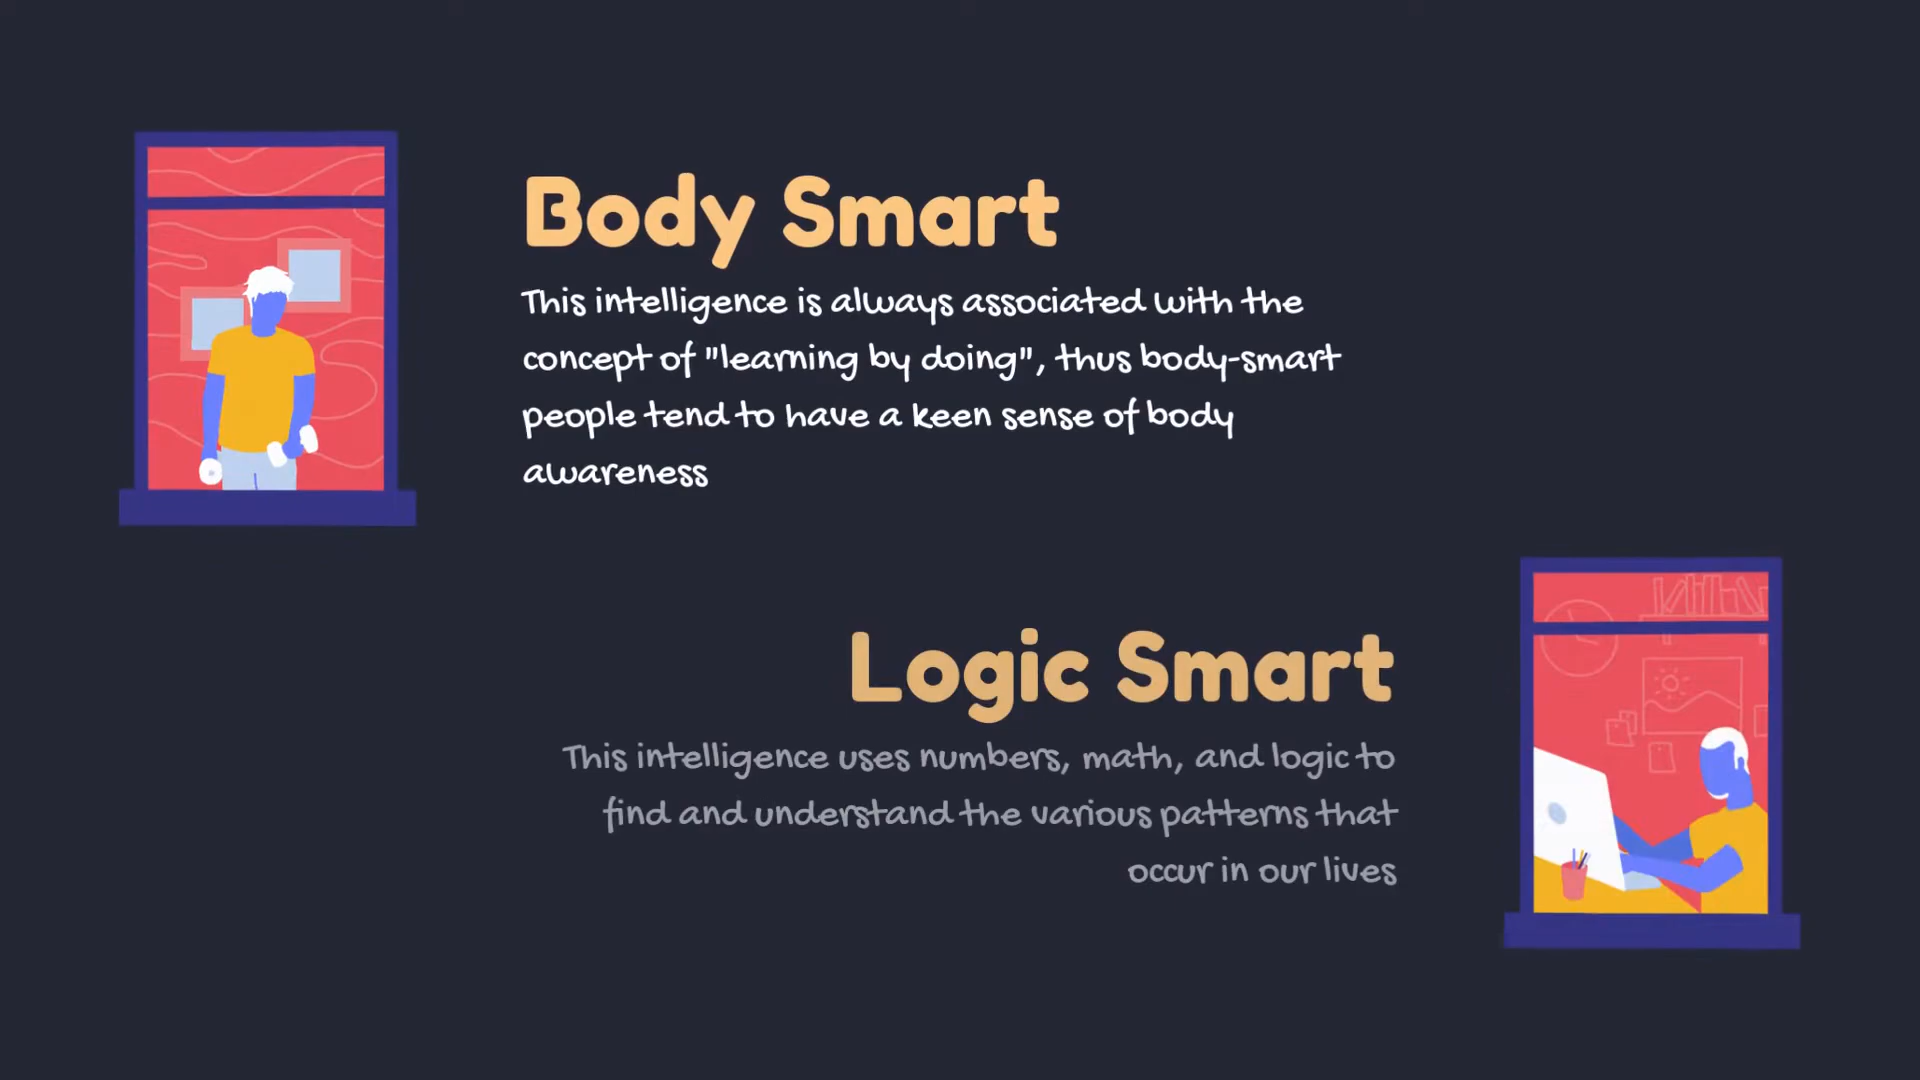 Body Smart
This intelligence is always associated with the
concept of "learning by doing", thus body-smart
people tend to have a keen sense of body
awareness
Logic Smart
This intelligence uses numbers, math, and logic to
find and understand the various patterns that
occur in our lives